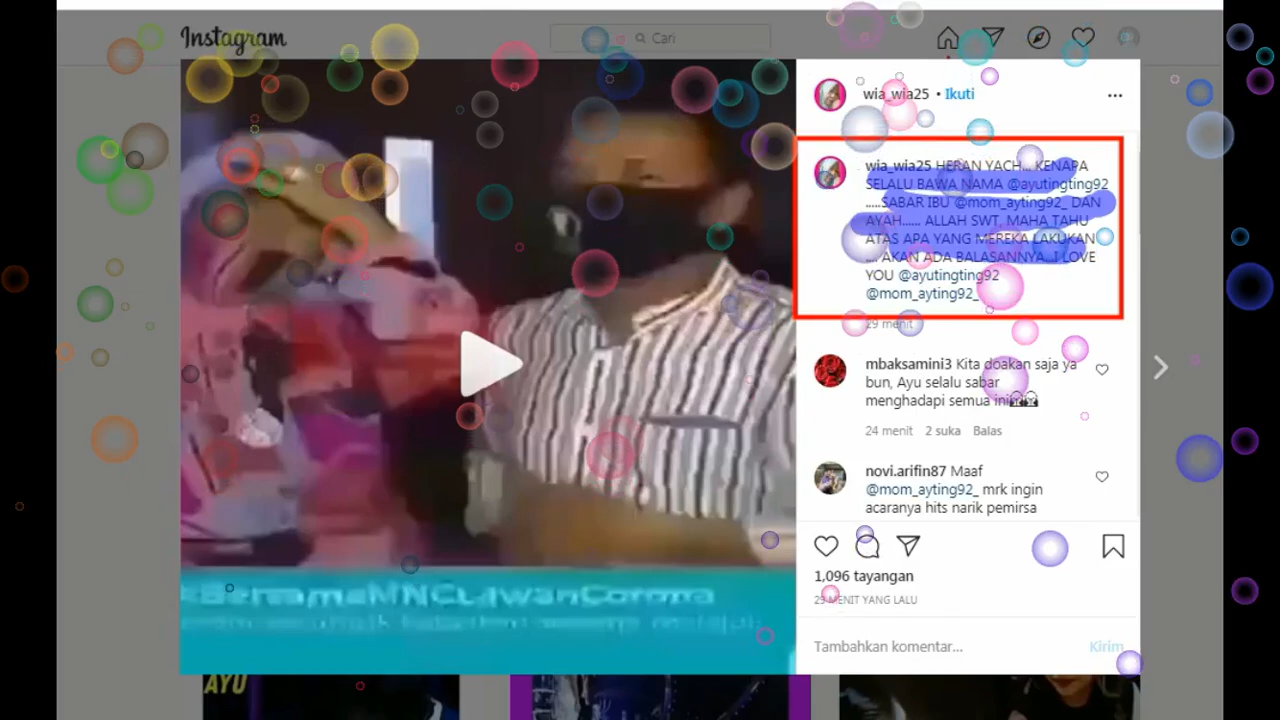 Instagram
Cari
wia_wia25 • Ikuti
wia_wia25 HERAN YACH... KENAPA
SELALU BAWA NAMA @ayutingting92
.....SABAR IBU @mom_ayting92_ DAN
AYAH...... ALLAH SWT, MAHA TAHU
ATAS APA YANG MEREKA LAKUKAN
... AKAN ADA BALASANNYA..I LOVE
YOU @ayutingting92
@mom_ayting92_
29 menit
mbaksamini3 Kita doakan saja ya
bun, Ayu selalu sabar
menghadapi semua ini
24 menit 2 suka Balas
novi.arifin87 Maaf
@mom_ayting92_ mrk ingin
acaranya hits narik pemirsa
1,096 tayangan
29 MENIT YANG LALU
Tambahkan komentar...
Kirim
#BersamaMNCLawanCorona
AYU